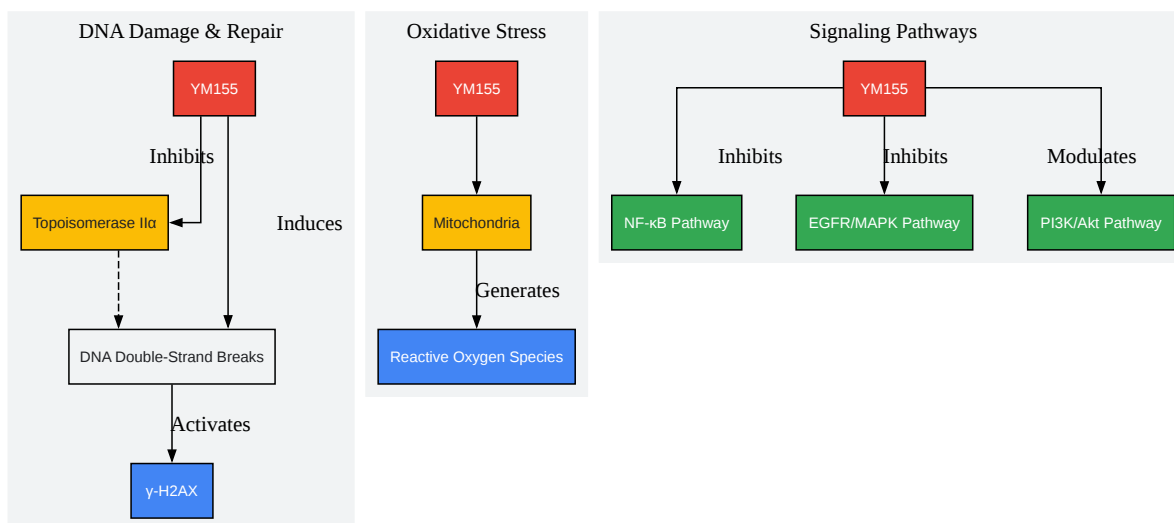 DNA Damage & Repair
YM155
Inhibits
Topoisomerase IIα
Induces
DNA Double-Strand Breaks
Activates
γ-H2AX
Oxidative Stress
YM155
Mitochondria
Generates
Reactive Oxygen Species
Signaling Pathways
YM155
Inhibits
Inhibits
Modulates
NF-κB Pathway
EGFR/MAPK Pathway
PI3K/Akt Pathway